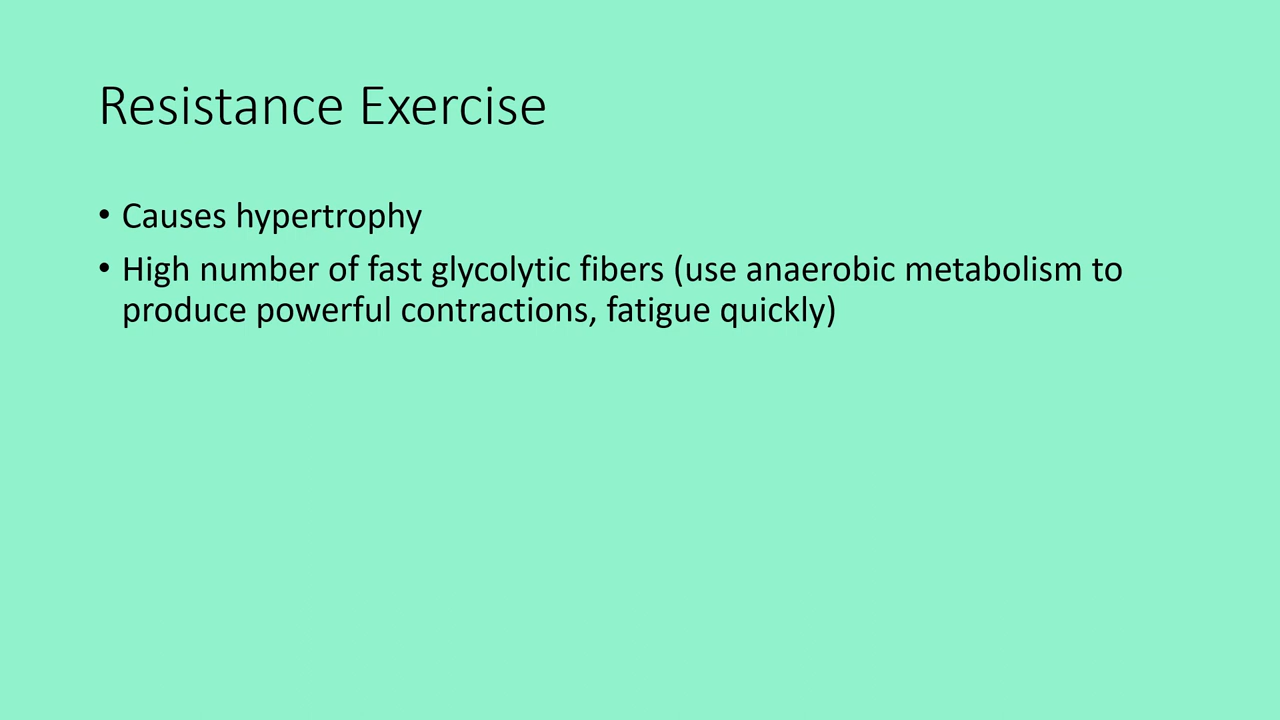 Resistance Exercise
• Causes hypertrophy
• High number of fast glycolytic fibers (use anaerobic metabolism to
produce powerful contractions, fatigue quickly)